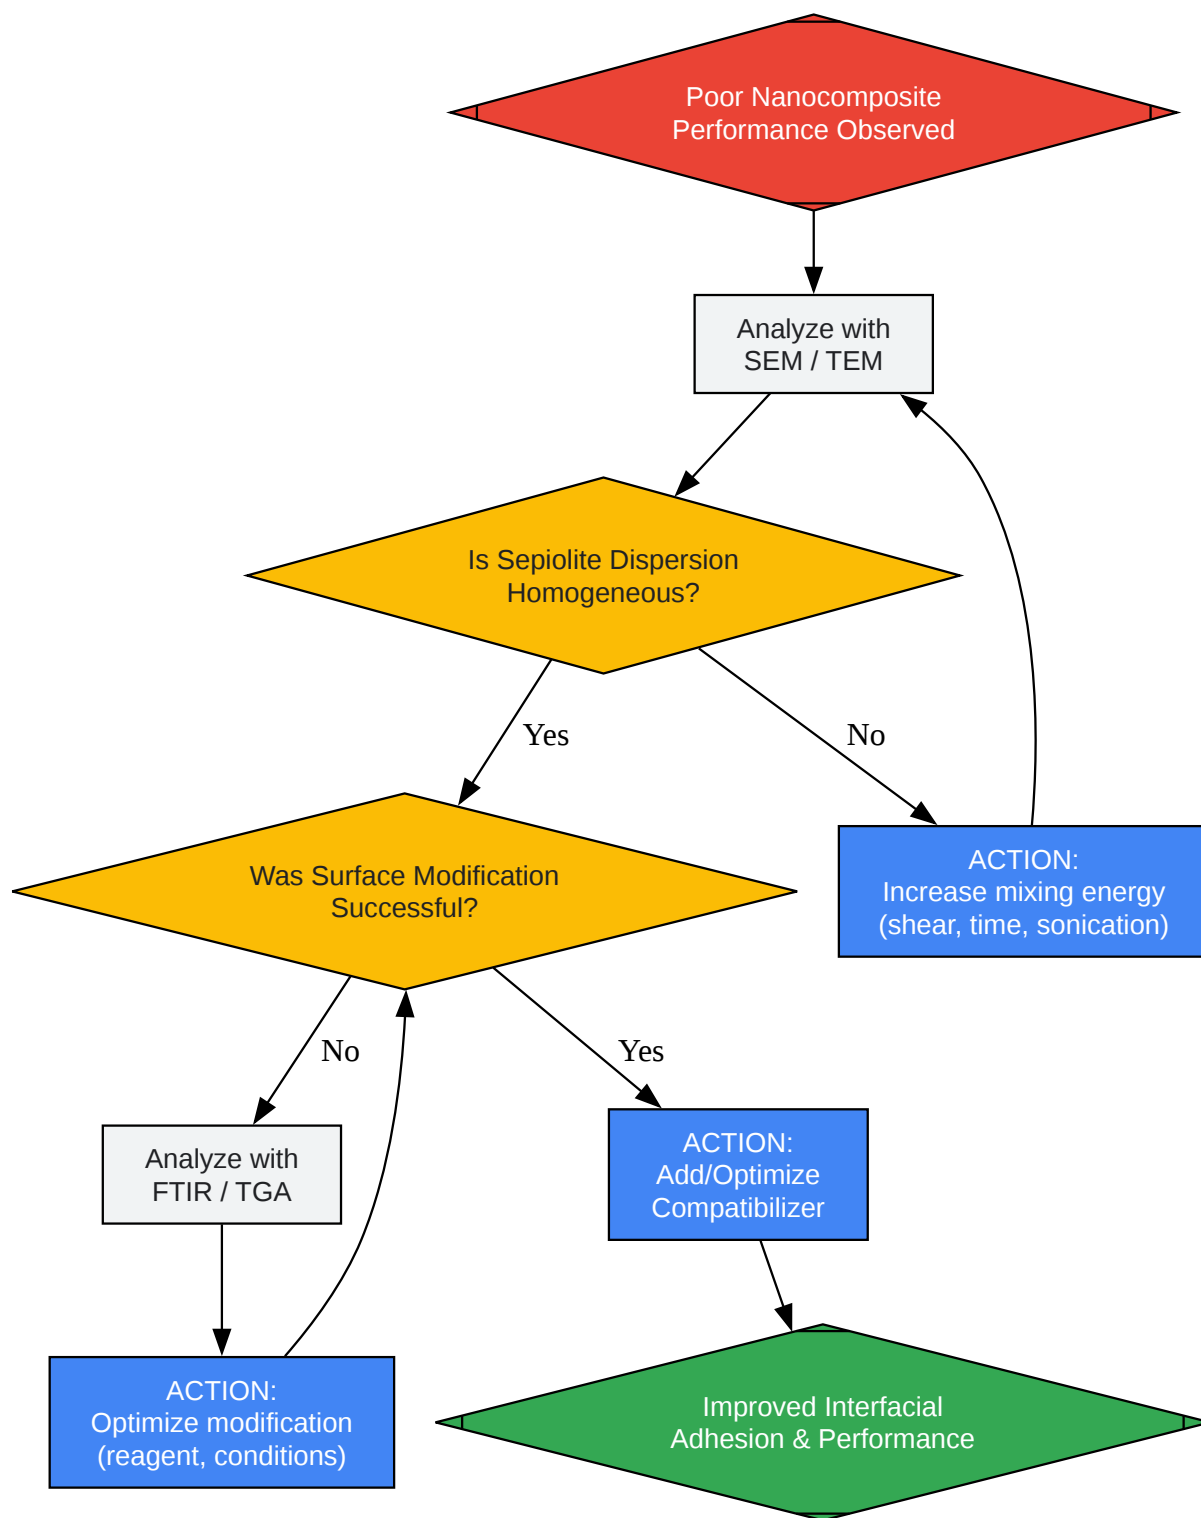 Poor Nanocomposite
Performance Observed
Analyze with
SEM / TEM
Is Sepiolite Dispersion
Homogeneous?
Yes
No
Was Surface Modification
Successful?
ACTION:
Increase mixing energy
(shear, time, sonication)
No
Yes
Analyze with
FTIR / TGA
ACTION:
Add/Optimize
Compatibilizer
ACTION:
Optimize modification
(reagent, conditions)
Improved Interfacial
Adhesion & Performance